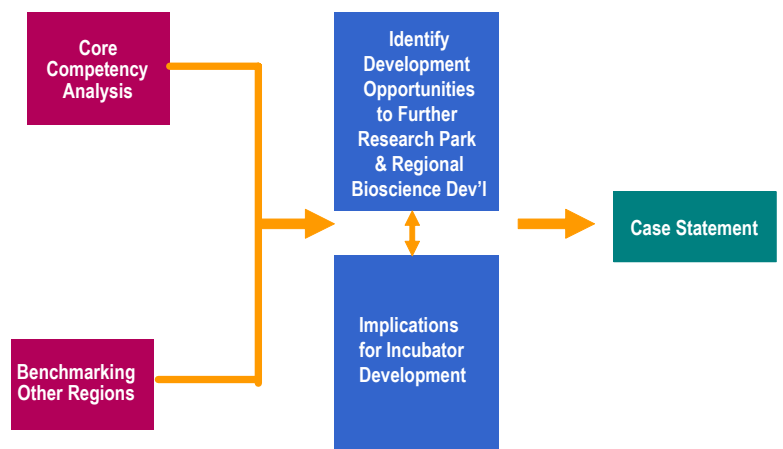 Core
Competency
Analysis
Identify
Development
Opportunities
to Further
Research Park
& Regional
Bioscience Dev’l
Case Statement
Implications
for Incubator
Development
Benchmarking
Other Regions